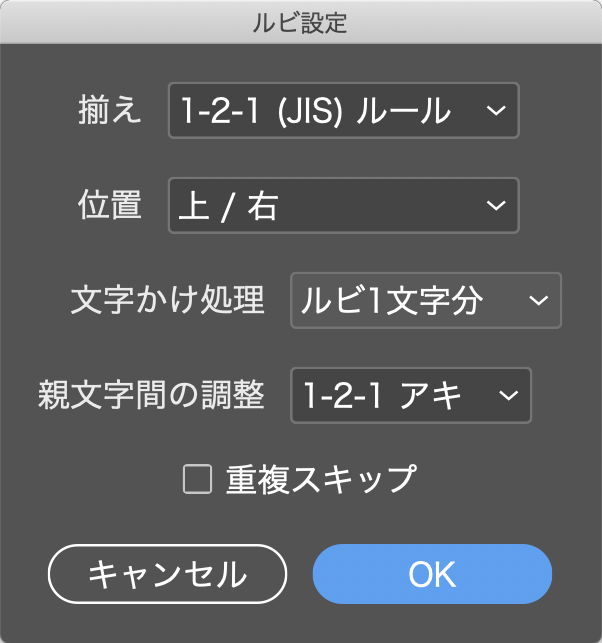 ルビ設定
揃え 1-2-1 (JIS) ルール
位置 上 / 右
文字かけ処理 ルビ1文字分
親文字間の調整 1-2-1 アキ
重複スキップ
キャンセル OK